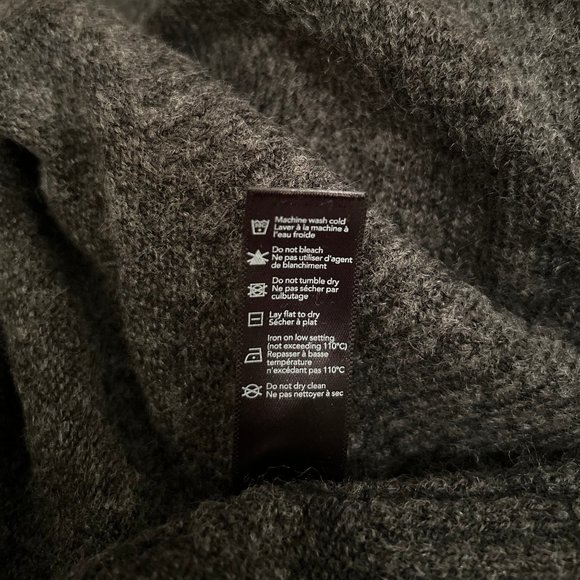 Machine wash cold
Laver à la machine à
l'eau froide
Do not bleach
Ne pas utiliser d'agent
de blanchiment
Do not tumble dry
Ne pas sécher par
culbutage
Lay flat to dry
Sécher à plat
Iron on low setting
(not exceeding 110°C)
Repasser à basse
température
n'excédant pas 110°C
Do not dry clean
Ne pas nettoyer à sec